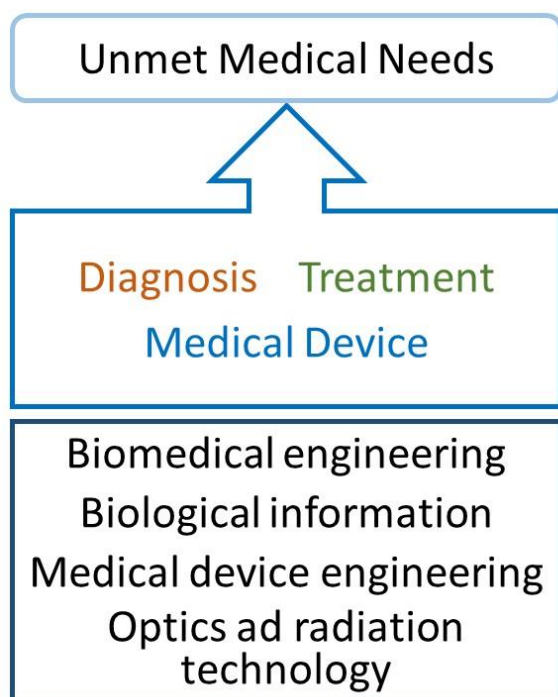 Unmet Medical Needs
Diagnosis Treatment
Medical Device
Biomedical engineering
Biological information
Medical device engineering
Optics ad radiation
technology